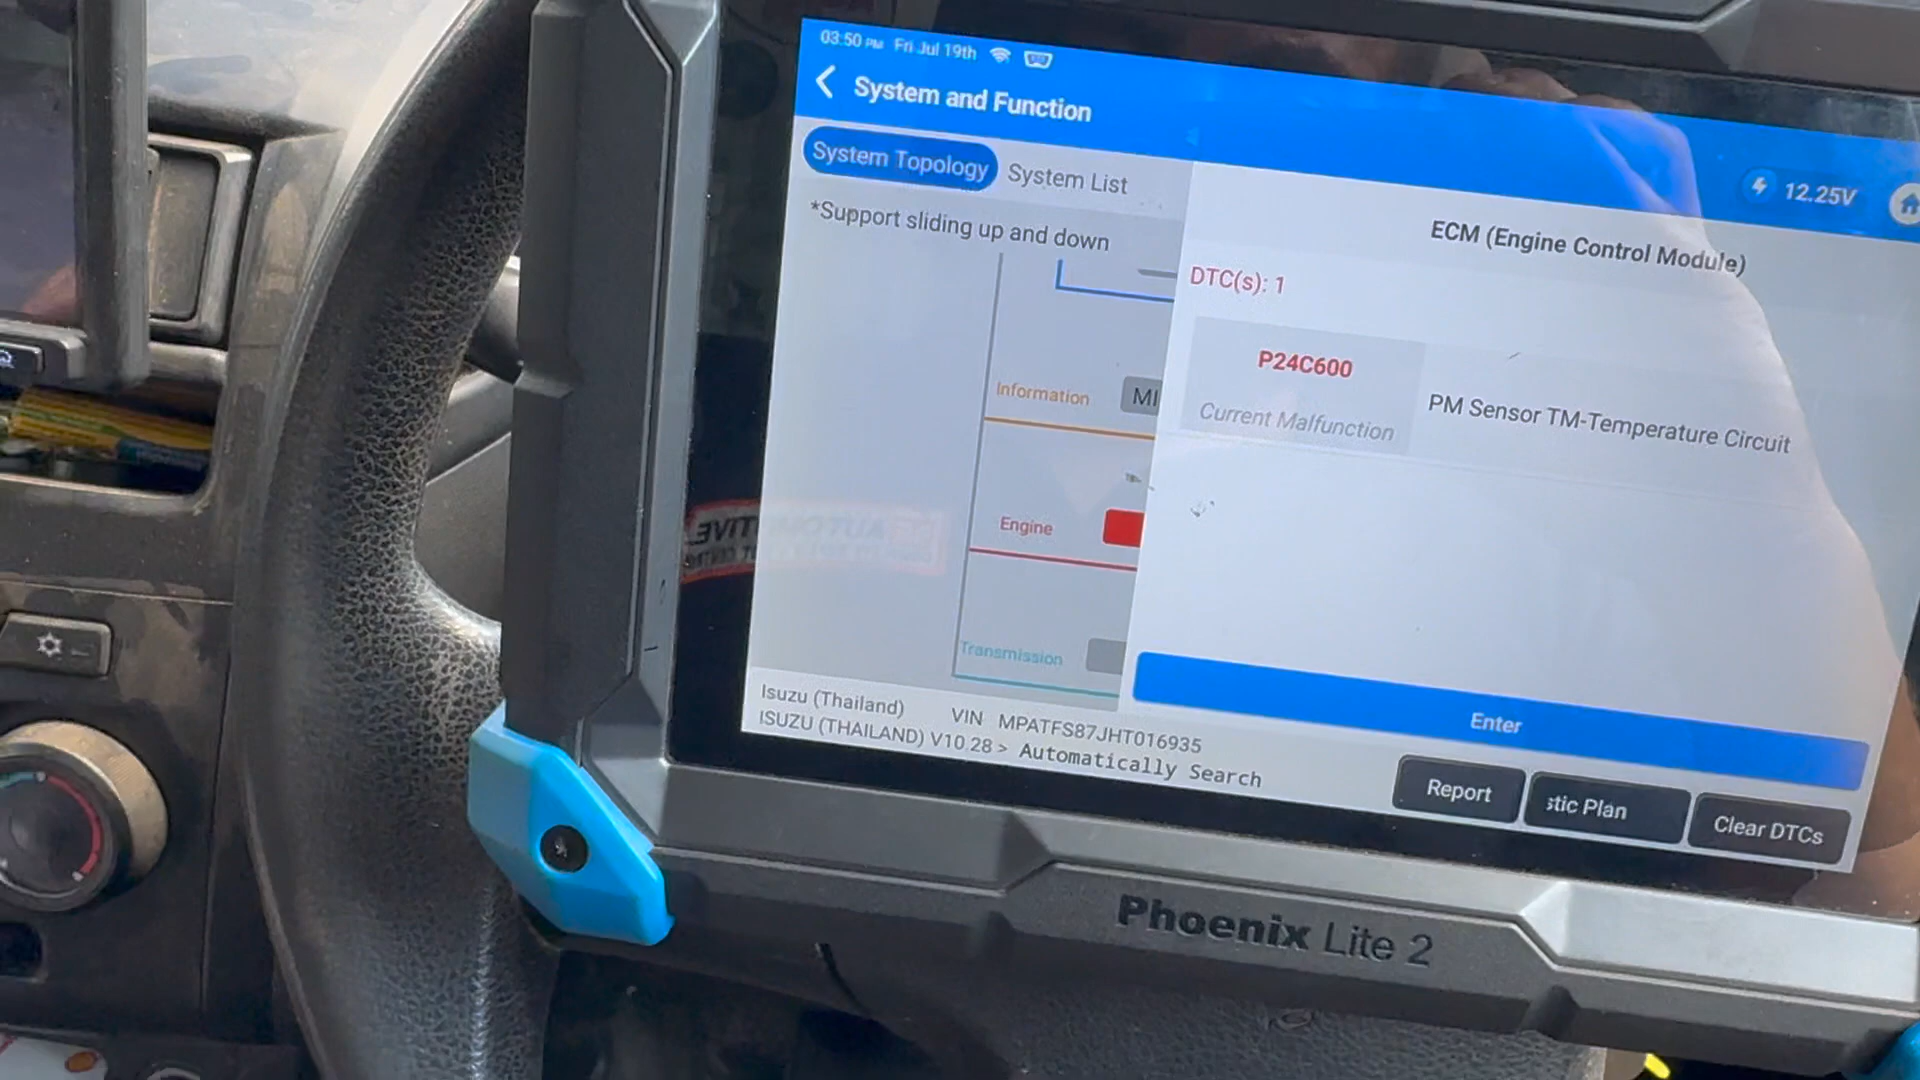 03:50 PM Fri Jul 19th
System and Function
12.25V
System Topology
System List
*Support sliding up and down
ECM (Engine Control Module)
DTC(s): 1
P24C600
Current Malfunction
PM Sensor TM-Temperature Circuit
Information
MI
Engine
Transmission
Enter
Isuzu (Thailand)
VIN MPATFS87JHT016935
ISUZU (THAILAND) V10.28 > Automatically Search
Report
stic Plan
Clear DTCs
Phoenix Lite 2